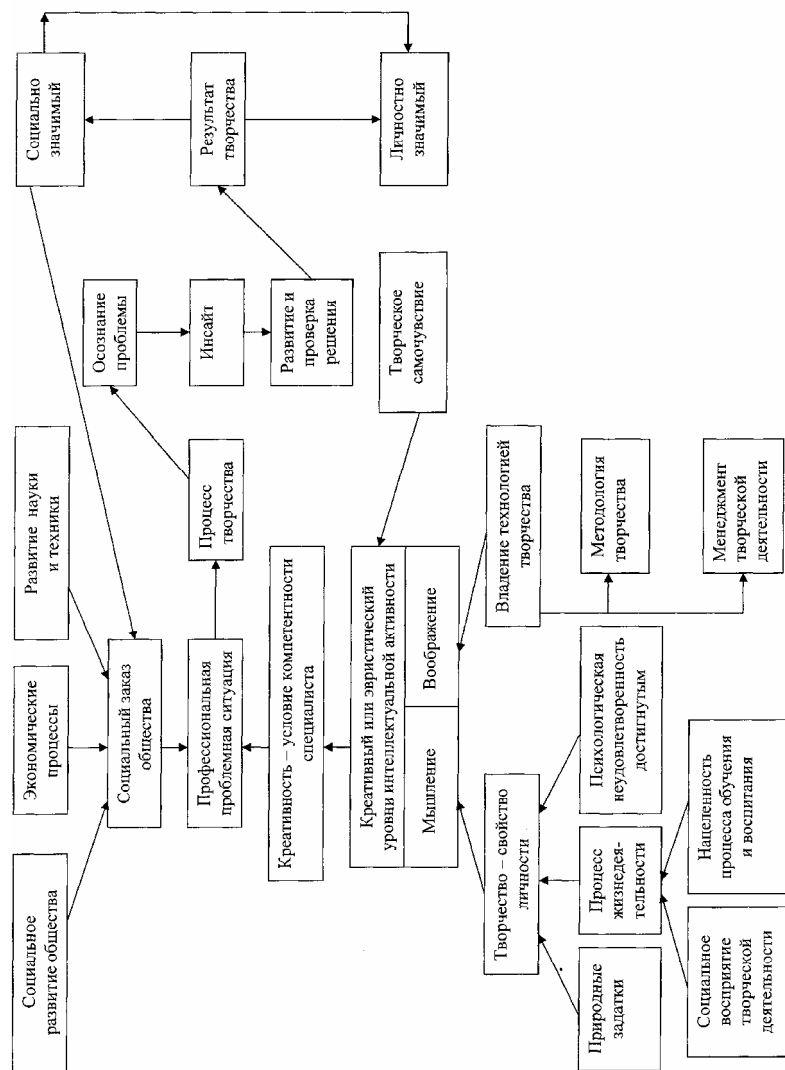 Социальное
развитие общества
Экономические
процессы
Развитие науки
и техники
Социально
значимый
Социальный заказ
общества
Осознание
проблемы
Профессиональная
проблемная ситуация
Процесс
творчества
Инсайт
Результат
творчества
Креативность – условие компетентности
специалиста
Развитие и
проверка
решения
Креативный или эвристический
уровни интеллектуальной активности
Мышление
Воображение
Творческое
самочувствие
Личностно
значимый
Творчество – свойство
личности
Владение технологией
творчества
Природные
задатки
Процесс
жизнедея-
тельности
Психологическая
неудовлетворенность
достигнутым
Методология
творчества
Социальное
восприятие
творческой
деятельности
Нацеленность
процесса обучения
и воспитания
Менеджмент
творческой
деятельности